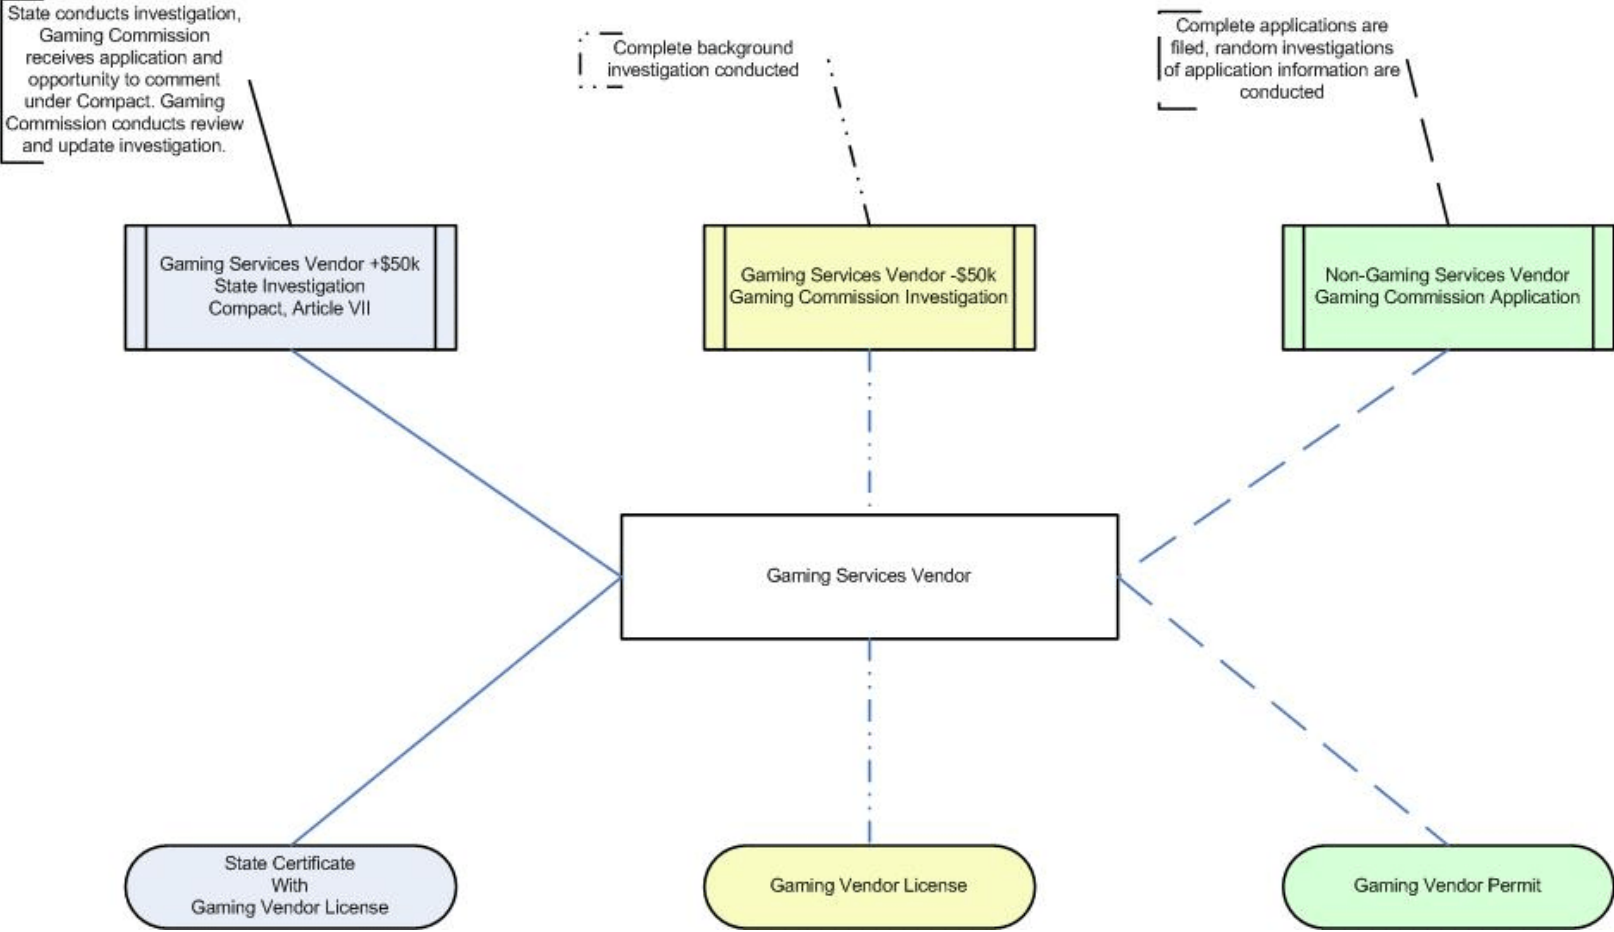 State conducts investigation,
Gaming Commission
receives application and
opportunity to comment
under Compact. Gaming
Commission conducts review
and update investigation.
Complete background
investigation conducted
Complete applications are
filed, random investigations
of application information are
conducted
Gaming Services Vendor +$50k
State Investigation
Compact, Article VII
Gaming Services Vendor -$50k
Gaming Commission Investigation
Non-Gaming Services Vendor
Gaming Commission Application
Gaming Services Vendor
State Certificate
With
Gaming Vendor License
Gaming Vendor License
Gaming Vendor Permit